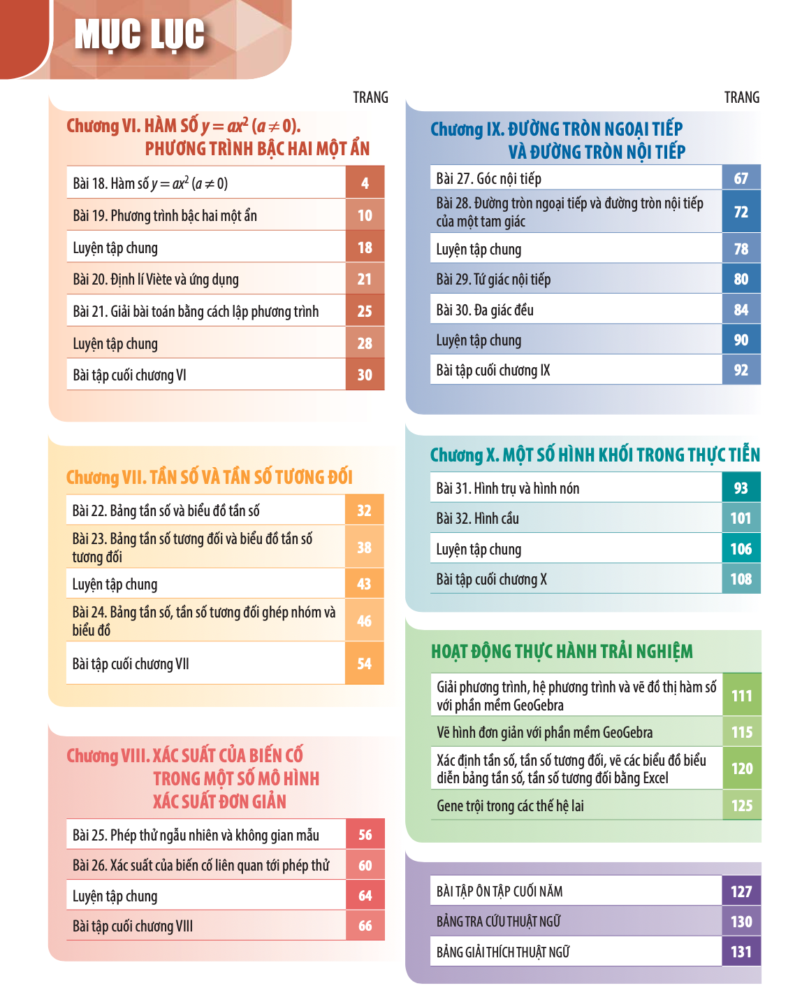 MỤC LỤC
TRANG
Chương VI. HÀM SỐ y = ax² (a ≠ 0).
PHƯƠNG TRÌNH BẬC HAI MỘT ẨN
Bài 18. Hàm số y = ax² (a ≠ 0) 4
Bài 19. Phương trình bậc hai một ẩn 10
Luyện tập chung 18
Bài 20. Định lí Viète và ứng dụng 21
Bài 21. Giải bài toán bằng cách lập phương trình 25
Luyện tập chung 28
Bài tập cuối chương VI 30
Chương VII. TẦN SỐ VÀ TẦN SỐ TƯƠNG ĐỐI
Bài 22. Bảng tần số và biểu đồ tần số 32
Bài 23. Bảng tần số tương đối và biểu đồ tần số
tương đối 38
Luyện tập chung 43
Bài 24. Bảng tần số, tần số tương đối ghép nhóm và
biểu đồ 46
Bài tập cuối chương VII 54
Chương VIII. XÁC SUẤT CỦA BIẾN CỐ
TRONG MỘT SỐ MÔ HÌNH
XÁC SUẤT ĐƠN GIẢN
Bài 25. Phép thử ngẫu nhiên và không gian mẫu 56
Bài 26. Xác suất của biến cố liên quan tới phép thử 60
Luyện tập chung 64
Bài tập cuối chương VIII 66
TRANG
Chương IX. ĐƯỜNG TRÒN NGOẠI TIẾP
VÀ ĐƯỜNG TRÒN NỘI TIẾP
Bài 27. Góc nội tiếp 67
Bài 28. Đường tròn ngoại tiếp và đường tròn nội tiếp
của một tam giác 72
Luyện tập chung 78
Bài 29. Tứ giác nội tiếp 80
Bài 30. Đa giác đều 84
Luyện tập chung 90
Bài tập cuối chương IX 92
Chương X. MỘT SỐ HÌNH KHỐI TRONG THỰC TIỄN
Bài 31. Hình trụ và hình nón 93
Bài 32. Hình cầu 101
Luyện tập chung 106
Bài tập cuối chương X 108
HOẠT ĐỘNG THỰC HÀNH TRẢI NGHIỆM
Giải phương trình, hệ phương trình và vẽ đồ thị hàm số
với phần mềm GeoGebra 111
Vẽ hình đơn giản với phần mềm GeoGebra 115
Xác định tần số, tần số tương đối, vẽ các biểu đồ biểu
diễn bảng tần số, tần số tương đối bằng Excel 120
Gene trội trong các thế hệ lai 125
BÀI TẬP ÔN TẬP CUỐI NĂM 127
BẢNG TRA CỨU THUẬT NGỮ 130
BẢNG GIẢI THÍCH THUẬT NGỮ 131